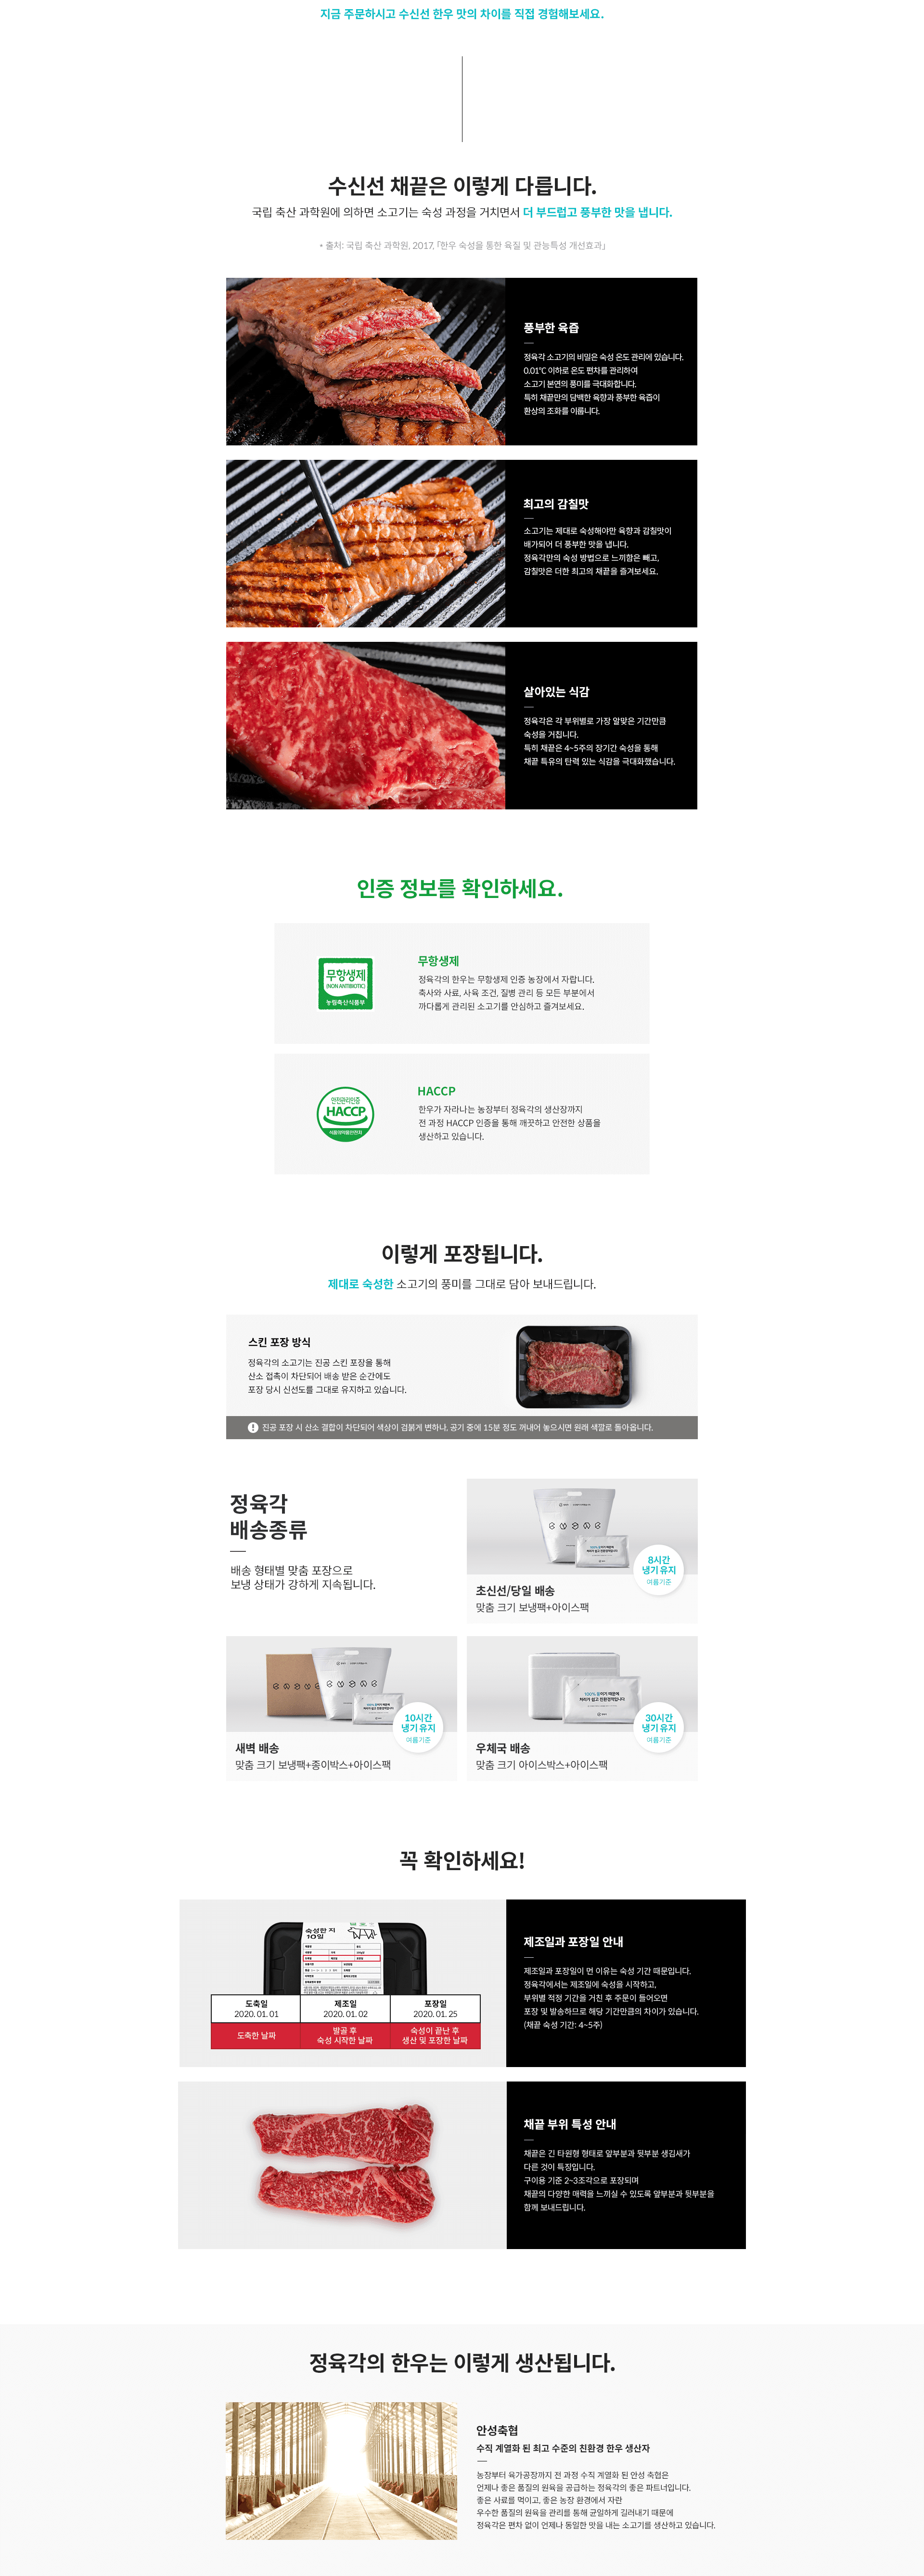 지금 주문하시고 수신선 한우 맛의 차이를 직접 경험해보세요.
수신선 채끝은 이렇게 다릅니다.
국립 축산 과학원에 의하면 소고기는 숙성 과정을 거치면서 더 부드럽고 풍부한 맛을 냅니다.
* 출처: 국립 축산 과학원, 2017, 「한우 숙성을 통한 육질 및 관능특성 개선효과」
풍부한 육즙
정육각 소고기의 비밀은 숙성 온도 관리에 있습니다.
0.01℃ 이하로 온도 편차를 관리하여
소고기 본연의 풍미를 극대화합니다.
특히 채끝만의 담백한 육향과 풍부한 육즙이
환상의 조화를 이룹니다.
최고의 감칠맛
소고기는 제대로 숙성해야만 육향과 감칠맛이
배가되어 더 풍부한 맛을 냅니다.
정육각만의 숙성 방법으로 느끼함은 빼고,
감칠맛은 더한 최고의 채끝을 즐겨보세요.
살아있는 식감
정육각은 각 부위별로 가장 알맞은 기간만큼
숙성을 거칩니다.
특히 채끝은 4~5주의 장기간 숙성을 통해
채끝 특유의 탄력 있는 식감을 극대화했습니다.
인증 정보를 확인하세요.
무항생제
(NON ANTIBIOTIC)
농림축산식품부
무항생제
정육각의 한우는 무항생제 인증 농장에서 자랍니다.
축사와 사료, 사육 조건, 질병 관리 등 모든 부분에서
까다롭게 관리된 소고기를 안심하고 즐겨보세요.
안전관리인증
HACCP
식품의약품안전처
HACCP
한우가 자라나는 농장부터 정육각의 생산장까지
전 과정 HACCP 인증을 통해 깨끗하고 안전한 상품을
생산하고 있습니다.
이렇게 포장됩니다.
제대로 숙성한 소고기의 풍미를 그대로 담아 보내드립니다.
스킨 포장 방식
정육각의 소고기는 진공 스킨 포장을 통해
산소 접촉이 차단되어 배송 받은 순간에도
포장 당시 신선도를 그대로 유지하고 있습니다.
진공 포장 시 산소 결합이 차단되어 색상이 검붉게 변하나, 공기 중에 15분 정도 꺼내어 놓으시면 원래 색깔로 돌아옵니다.
정육각
배송종류
배송 형태별 맞춤 포장으로
보냉 상태가 강하게 지속됩니다.
8시간
냉기 유지
여름기준
초신선/당일 배송
맞춤 크기 보냉팩+아이스팩
10시간
냉기 유지
여름기준
새벽 배송
맞춤 크기 보냉팩+종이박스+아이스팩
100% 종이기 때문에
처리가 쉽고 친환경적입니다
30시간
냉기 유지
여름기준
우체국 배송
맞춤 크기 아이스박스+아이스팩
꼭 확인하세요!
숙성한 지
10일
도축일
2020. 01. 01
제조일
2020. 01. 02
포장일
2020. 01. 25
도축한 날짜
발골 후
숙성 시작한 날짜
숙성이 끝난 후
생산 및 포장한 날짜
제조일과 포장일 안내
제조일과 포장일이 먼 이유는 숙성 기간 때문입니다.
정육각에서는 제조일에 숙성을 시작하고,
부위별 적정 기간을 거친 후 주문이 들어오면
포장 및 발송하므로 해당 기간만큼의 차이가 있습니다.
(채끝 숙성 기간: 4~5주)
채끝 부위 특성 안내
채끝은 긴 타원형 형태로 앞부분과 뒷부분 생김새가
다른 것이 특징입니다.
구이용 기준 2~3조각으로 포장되며
채끝의 다양한 매력을 느끼실 수 있도록 앞부분과 뒷부분을
함께 보내드립니다.
정육각의 한우는 이렇게 생산됩니다.
안성축협
수직 계열화 된 최고 수준의 친환경 한우 생산자
농장부터 육가공장까지 전 과정 수직 계열화 된 안성 축협은
언제나 좋은 품질의 원육을 공급하는 정육각의 좋은 파트너입니다.
좋은 사료를 먹이고, 좋은 농장 환경에서 자란
우수한 품질의 원육을 관리를 통해 균일하게 길러내기 때문에
정육각은 편차 없이 언제나 동일한 맛을 내는 소고기를 생산하고 있습니다.